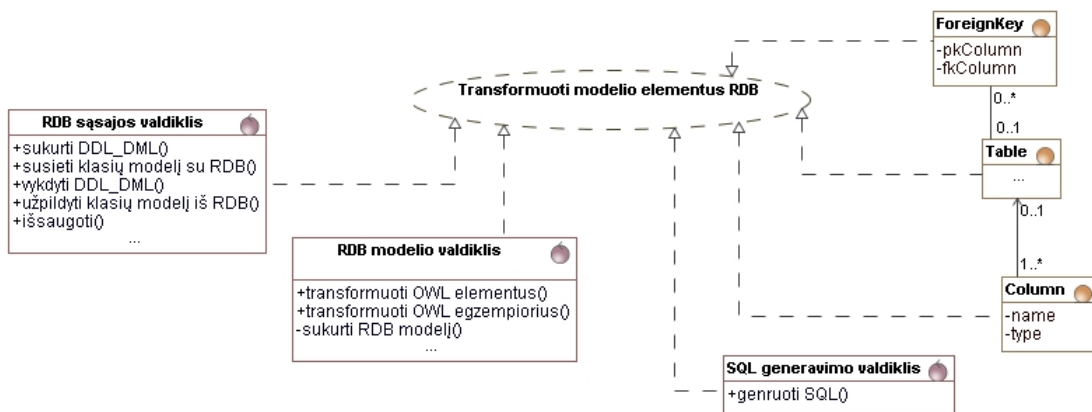 ForeignKey
-pkColumn
-fkColumn
Transformuoti modelio elementus RDB
0..*
0..1
RDB sąsajos valdiklis
+sukurti DDL_DML()
+susieti klasių modelį su RDB()
+vykdyti DDL_DML()
+užpildyti klasių modelį iš RDB()
+išsaugoti()
...
Table
...
0..1
1..*
RDB modelio valdiklis
+transformuoti OWL elementus()
+transformuoti OWL egzempiorius()
-sukurti RDB modelį()
...
Column
-name
-type
SQL generavimo valdiklis
+genruoti SQL()